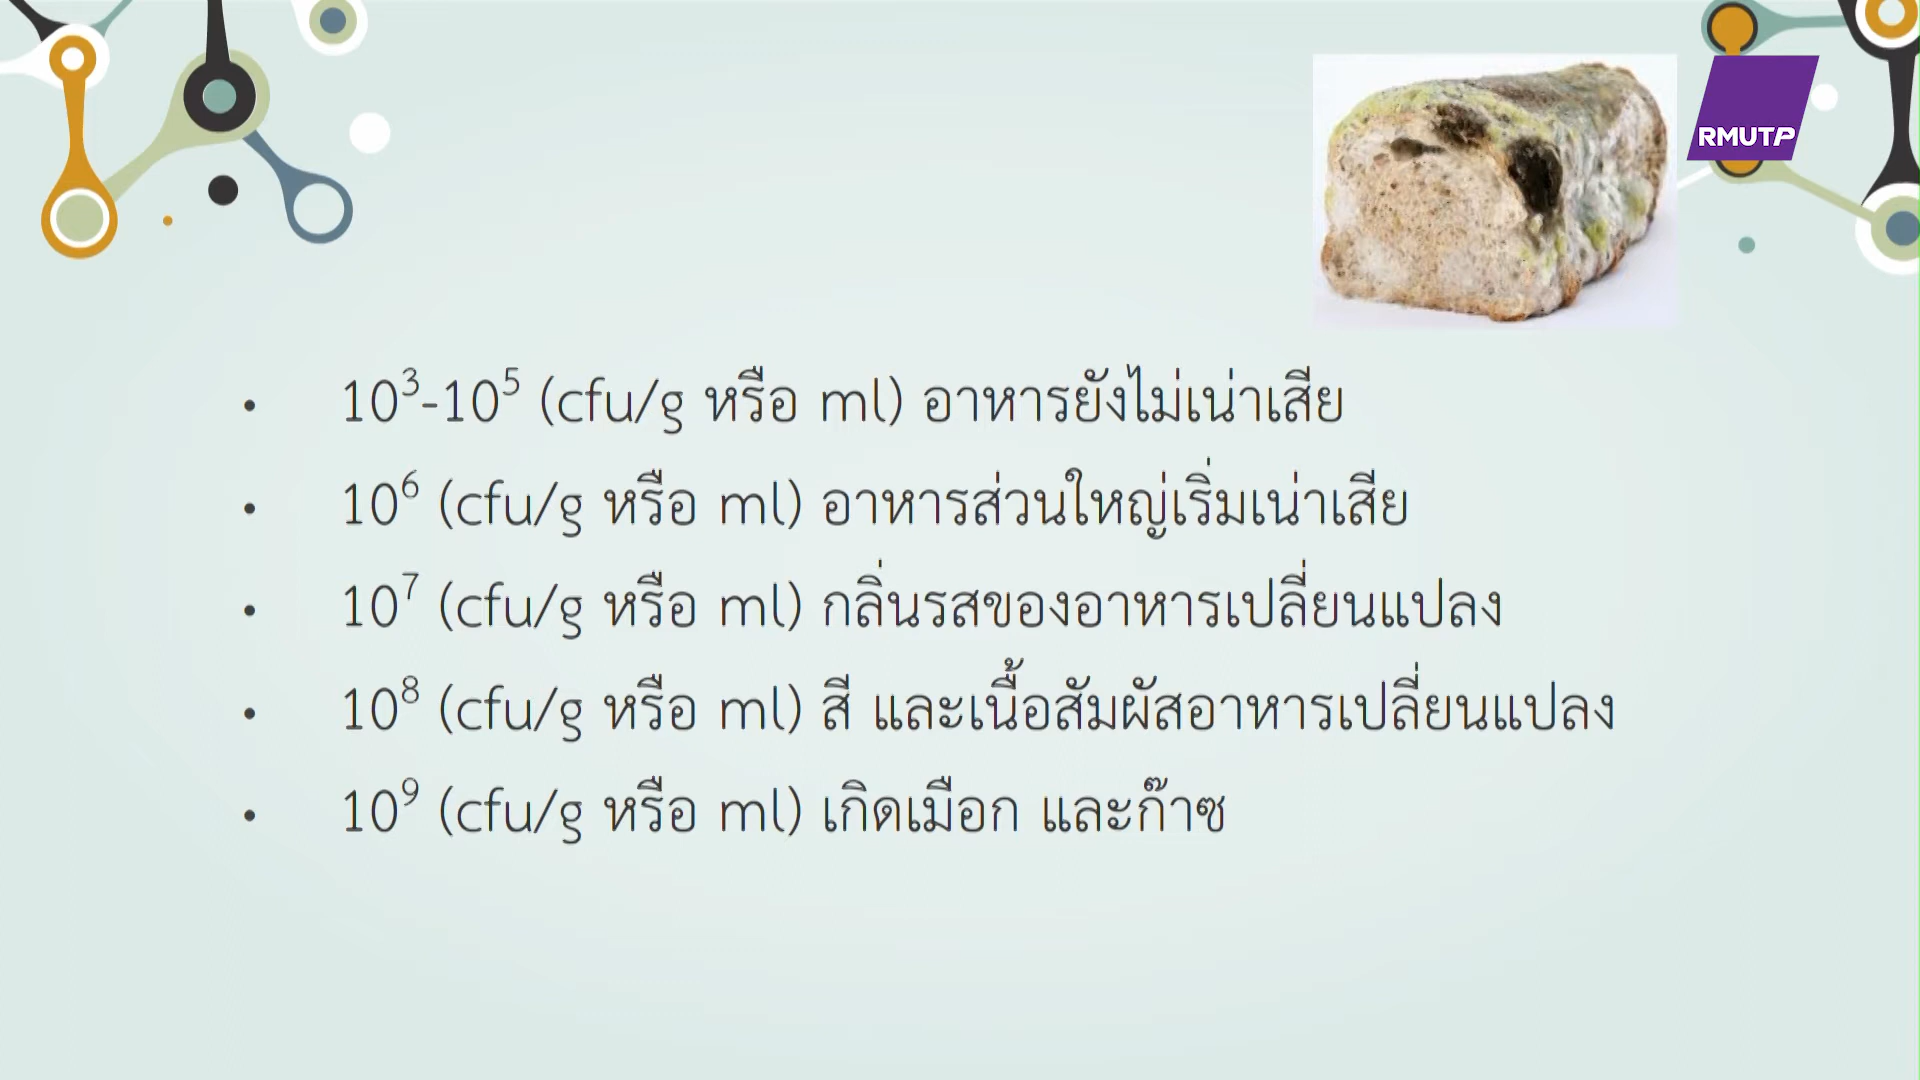 RMUTP
• 10³-10⁵ (cfu/g หรือ ml) อาหารยังไม่เน่าเสีย
• 10⁶ (cfu/g หรือ ml) อาหารส่วนใหญ่เริ่มเน่าเสีย
• 10⁷ (cfu/g หรือ ml) กลิ่นรสของอาหารเปลี่ยนแปลง
• 10⁸ (cfu/g หรือ ml) สี และเนื้อสัมผัสอาหารเปลี่ยนแปลง
• 10⁹ (cfu/g หรือ ml) เกิดเมือก และก๊าซ